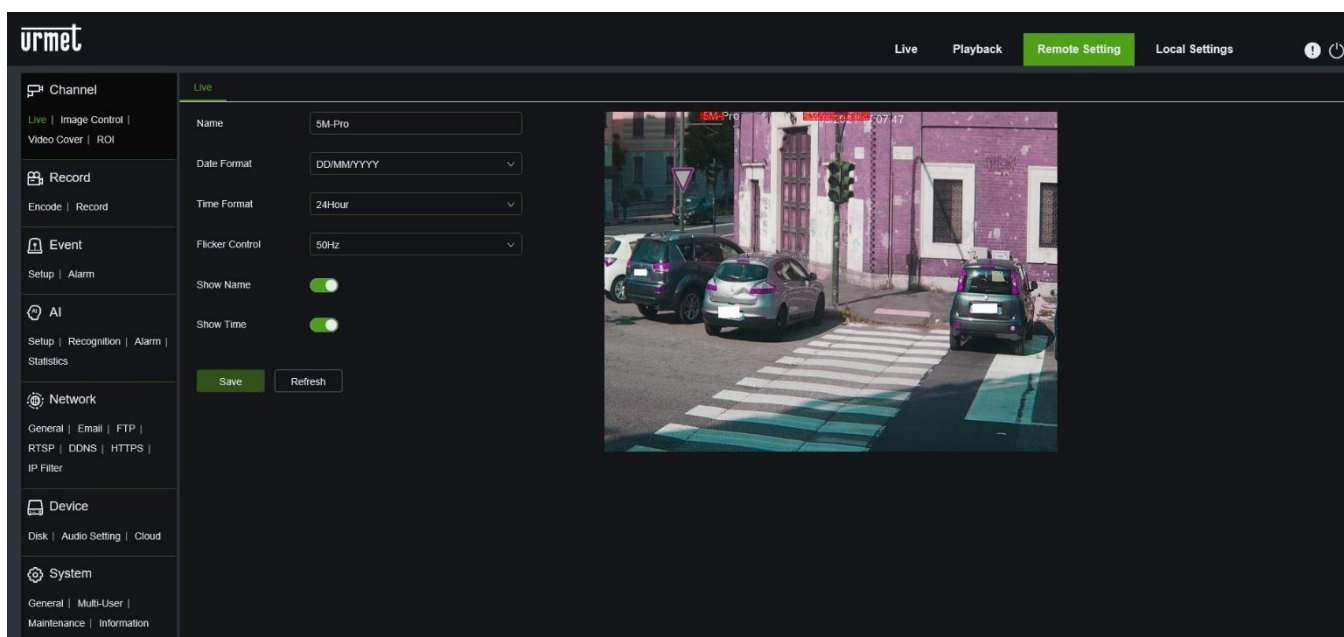 urmet
Live Playback Remote Setting Local Settings
Channel
Live | Image Control |
Video Cover | ROI
Record
Encode | Record
Event
Setup | Alarm
AI
Setup | Recognition | Alarm |
Statistics
Network
General | Email | FTP |
RTSP | DDNS | HTTPS |
IP Filter
Device
Disk | Audio Setting | Cloud
System
General | Multi-User |
Maintenance | Information
Live
Name 5M-Pro
Date Format DD/MM/YYYY
Time Format 24Hour
Flicker Control 50Hz
Show Name
Show Time
Save Refresh
5M-Pro